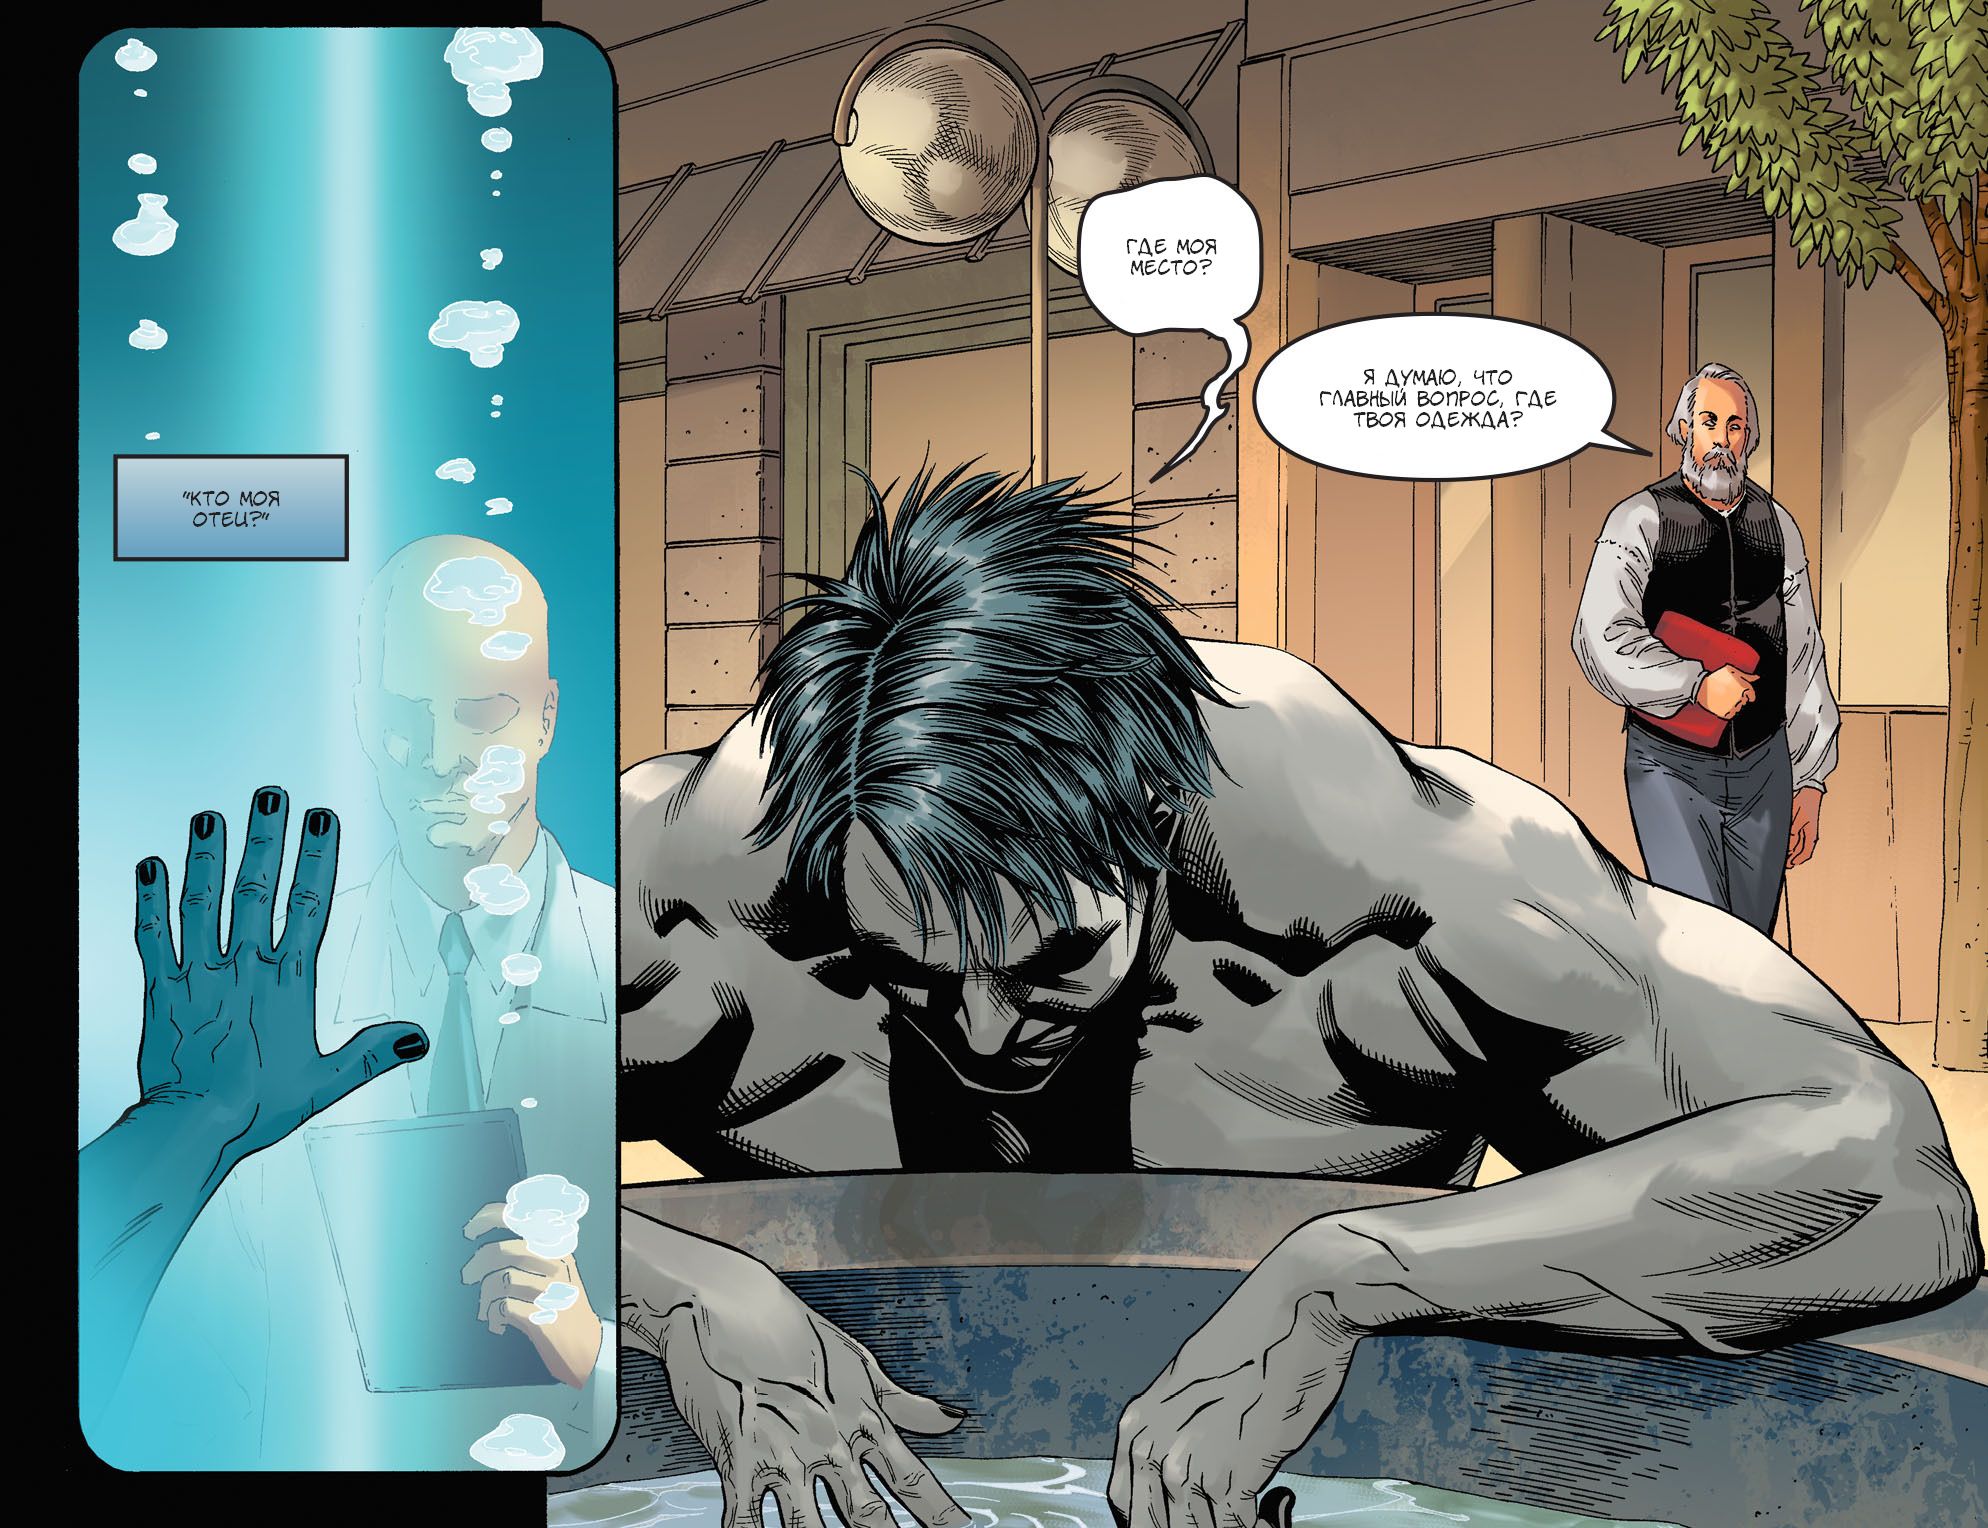 "КТО МОЯ
ОТЕЦ?"
ГДЕ МОЯ
МЕСТО?
Я ДУМАЮ, ЧТО
ГЛАВНЫЙ ВОПРОС, ГДЕ
ТВОЯ ОДЕЖДА?